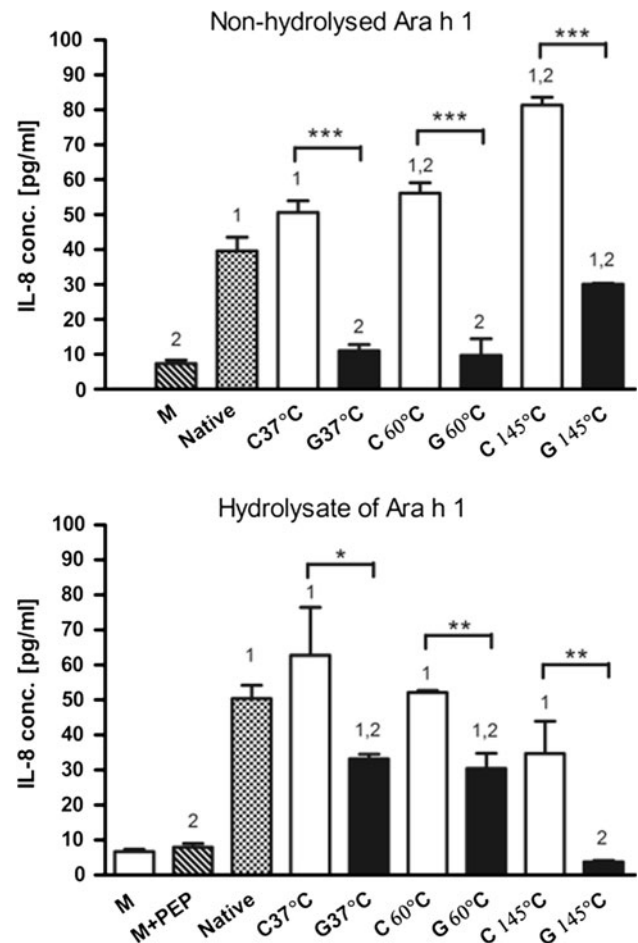 Non-hydrolysed Ara h 1
IL-8 conc. [pg/ml]
100
90
80
70
60
50
40
30
20
10
0
2
1
1
2
1,2
2
1,2
1,2
***
***
***
M
Native
C37°C
G37°C
C 60°C
G 60°C
C 145°C
G 145°C
Hydrolysate of Ara h 1
IL-8 conc. [pg/ml]
100
90
80
70
60
50
40
30
20
10
0
2
1
1
1,2
1
1,2
1
2
*
**
**
M
M+PEP
Native
C37°C
G37°C
C 60°C
G 60°C
C 145°C
G 145°C